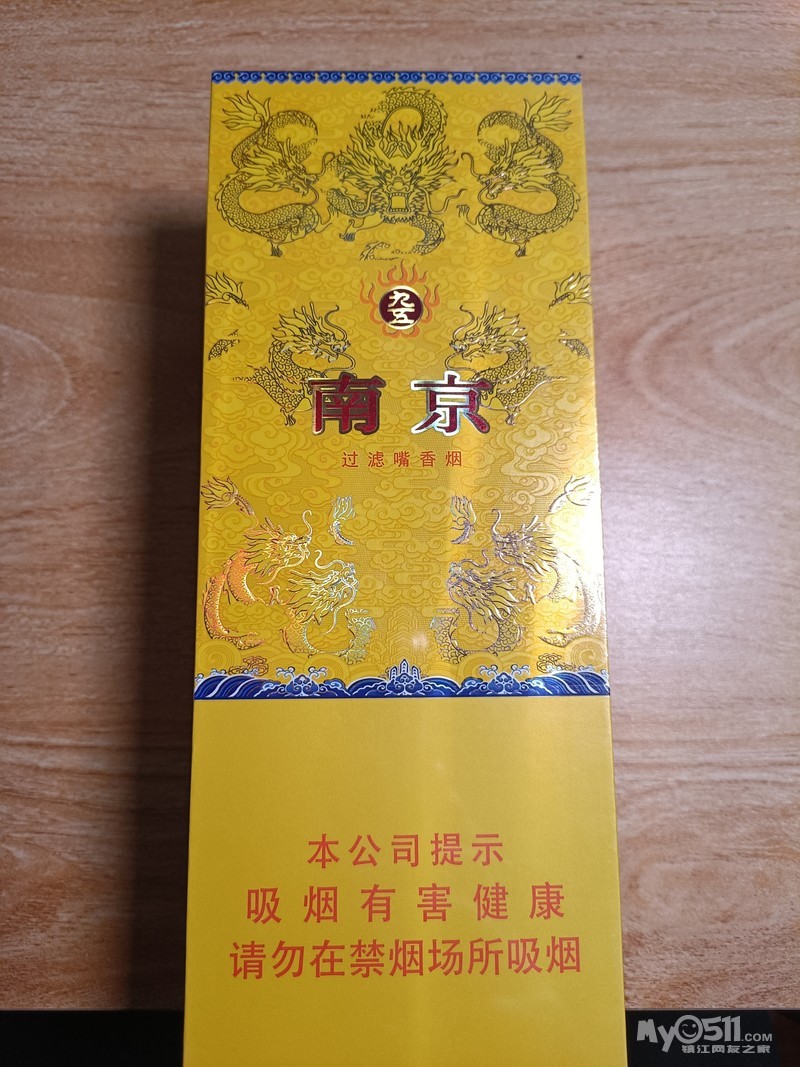 九五
南京
过滤嘴香烟
本公司提示
吸烟有害健康
请勿在禁烟场所吸烟
My0511.COM
镇江网友之家